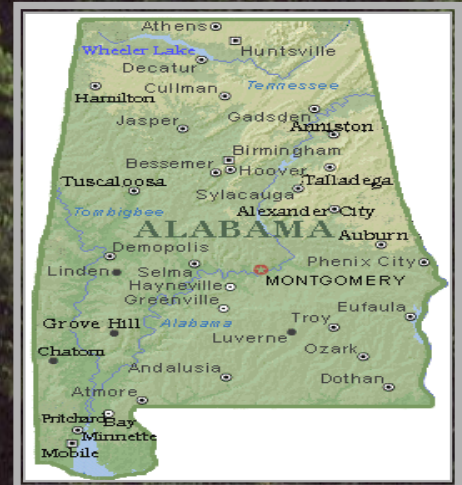 Athens
Huntsville
Wheeler Lake
Decatur
Tennessee
Cullman
Hamilton
Gadsden
Jasper
Anniston
Birmingham
Bessemer
Hoover
Tuscaloosa
Talladega
Sylacauga
Tombigbee
Alexander City
ALABAMA
Auburn
Demopolis
Phenix City
Linden
Selma
MONTGOMERY
Hayneville
Greenville
Eufaula
Grove Hill
Alabama
Troy
Luverne
Chatom
Ozark
Andalusia
Dothan
Atmore
Pritchard
Bay
Minnette
Mobile